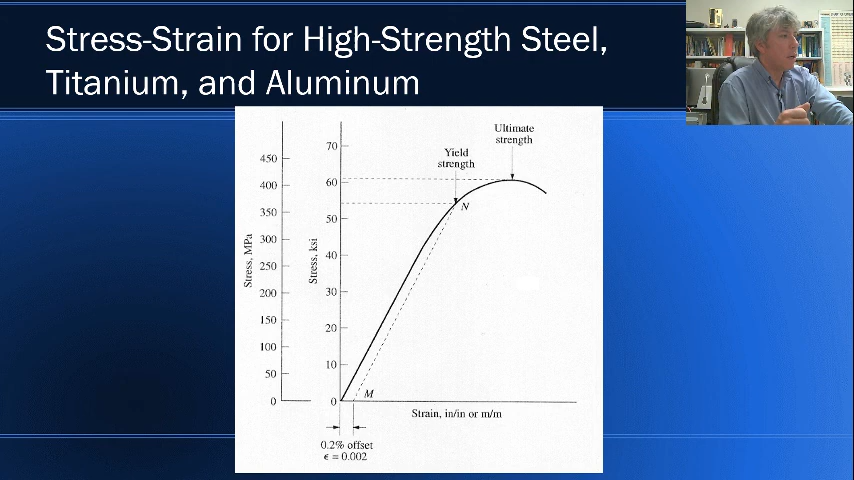 Stress-Strain for High-Strength Steel,
Titanium, and Aluminum
Ultimate
strength
Yield
strength
70
60
50
40
30
20
10
0
450
400
350
300
250
200
150
100
50
0
Stress, MPa
Stress, ksi
N
M
Strain, in/in or m/m
0.2% offset
ϵ = 0.002